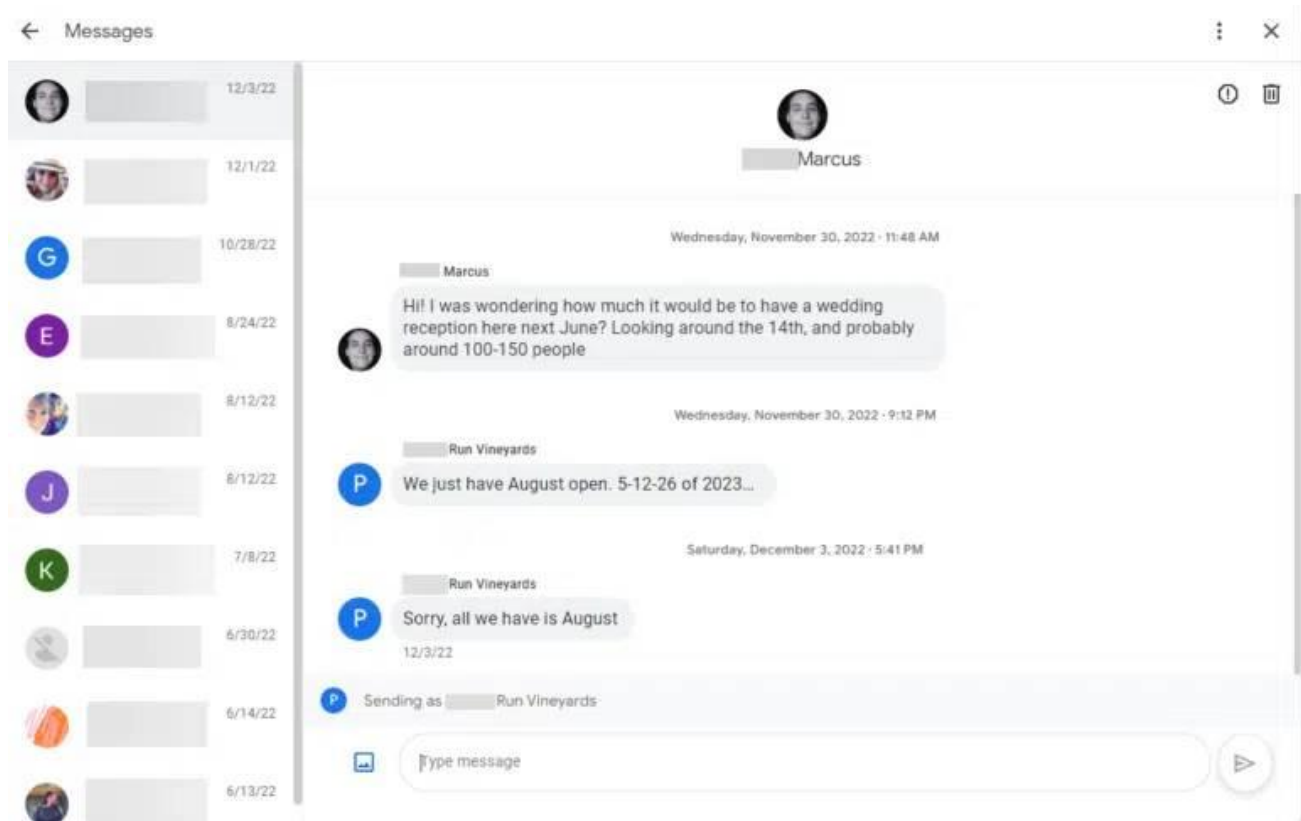 Messages
12/3/22
12/1/22
G
10/28/22
E
8/24/22
8/12/22
J
8/12/22
K
7/8/22
6/30/22
6/14/22
6/13/22
Marcus
Wednesday, November 30, 2022 · 11:48 AM
Marcus
Hi! I was wondering how much it would be to have a wedding
reception here next June? Looking around the 14th, and probably
around 100-150 people
Wednesday, November 30, 2022 · 9:12 PM
Run Vineyards
P
We just have August open. 5-12-26 of 2023...
Saturday, December 3, 2022 · 5:41 PM
Run Vineyards
P
Sorry, all we have is August
12/3/22
P
Sending as Run Vineyards
Type message